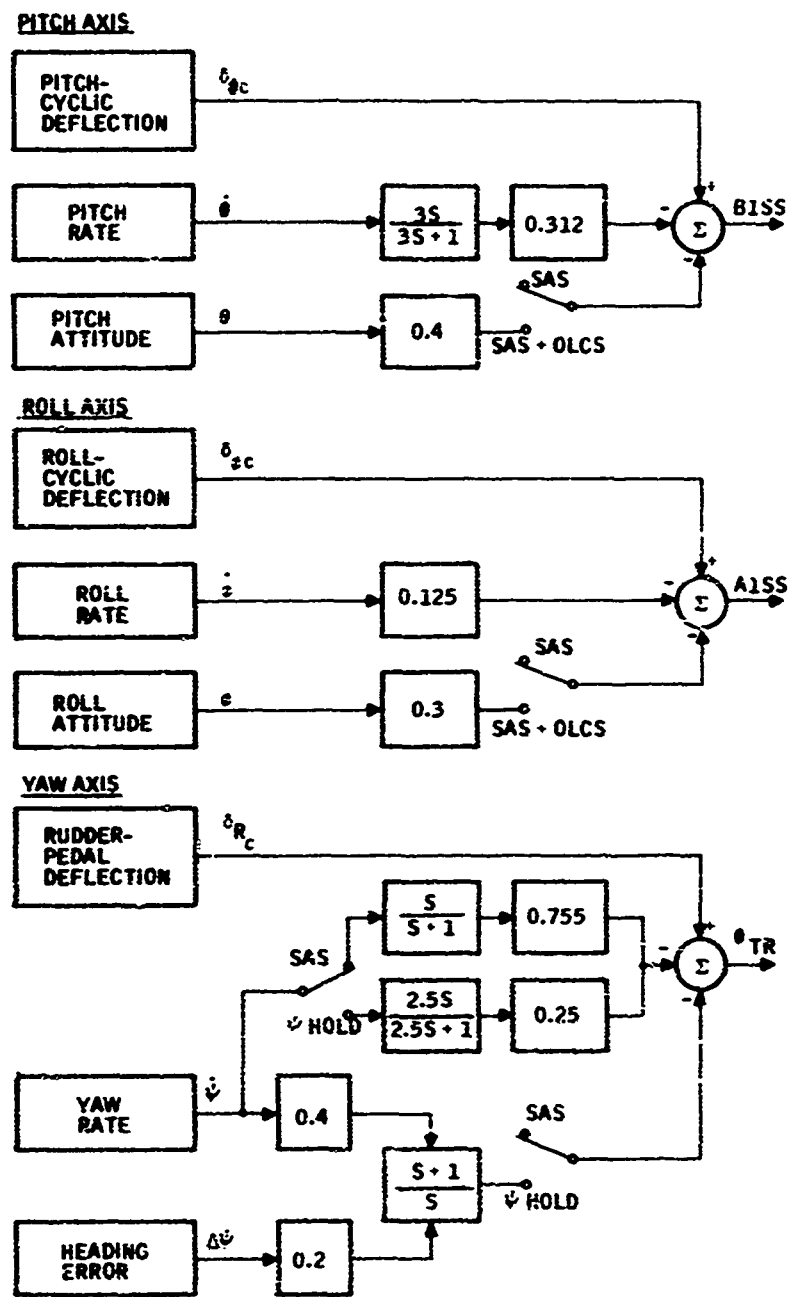 PITCH AXIS
PITCH-
CYCLIC
DEFLECTION
+
PITCH
RATE
3S
3S + 1
0.312
-
Σ
B1SS
-
SAS
PITCH
ATTITUDE
θ
0.4
SAS + OLCS
ROLL AXIS
ROLL-
CYCLIC
DEFLECTION
+
ROLL
RATE
0.125
-
Σ
A1SS
-
SAS
ROLL
ATTITUDE
0.3
SAS + OLCS
YAW AXIS
RUDDER-
PEDAL
DEFLECTION
δRc
S
S + 1
0.755
+
-
Σ
θTR
-
SAS
HOLD
2.5S
2.5S + 1
0.25
YAW
RATE
ψ̇
0.4
SAS
S + 1
S
HOLD
HEADING
ERROR
0.2